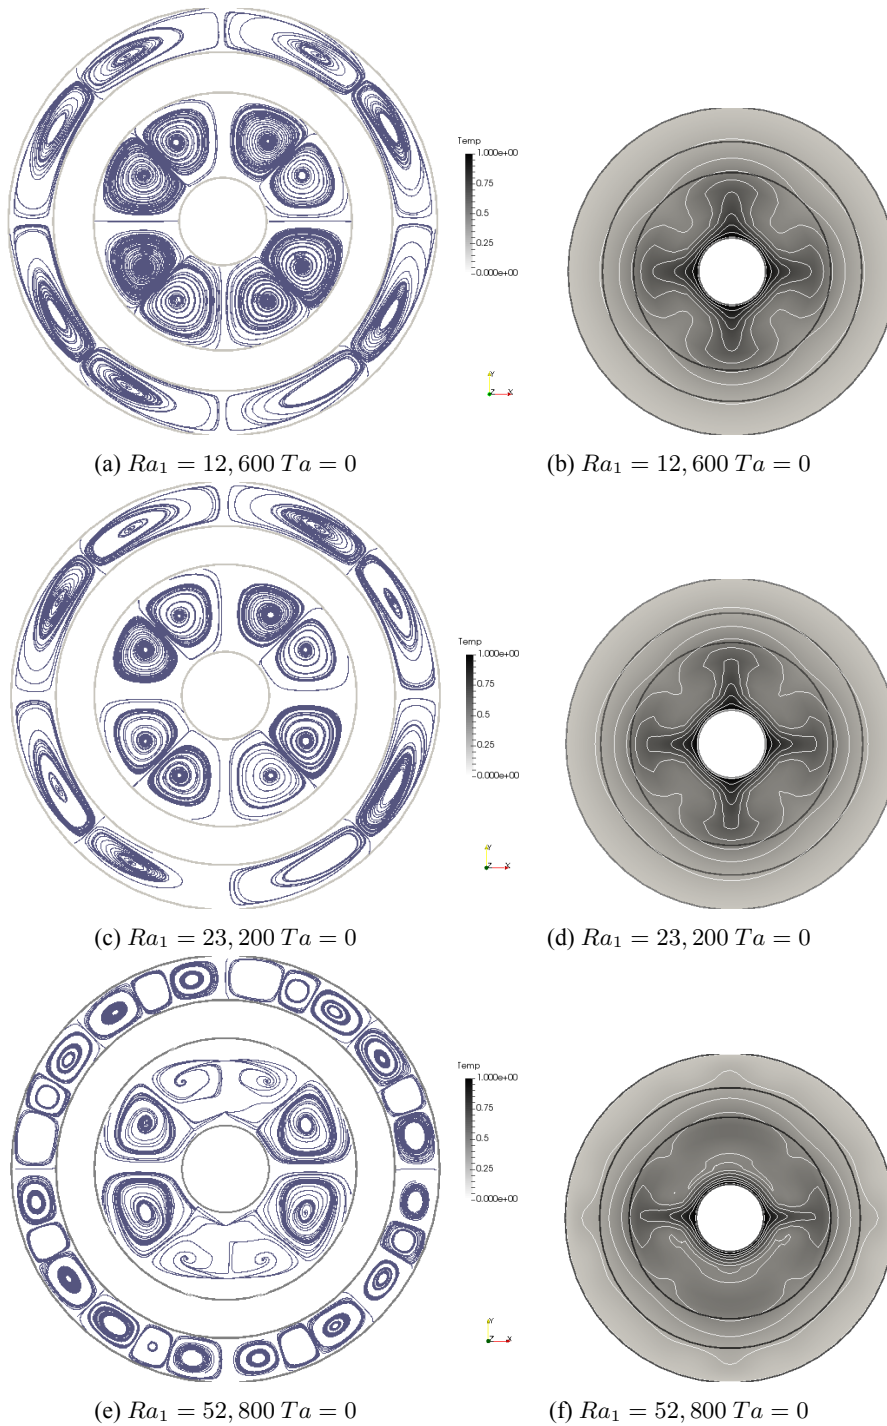 Temp
1.000e+00
0.75
0.5
0.25
0.000e+00
Y
Z X
(a) Ra₁ = 12,600 Ta = 0
(b) Ra₁ = 12,600 Ta = 0
Temp
1.000e+00
0.75
0.5
0.25
0.000e+00
Y
Z X
(c) Ra₁ = 23,200 Ta = 0
(d) Ra₁ = 23,200 Ta = 0
Temp
1.000e+00
0.75
0.5
0.25
0.000e+00
Y
Z X
(e) Ra₁ = 52,800 Ta = 0
(f) Ra₁ = 52,800 Ta = 0